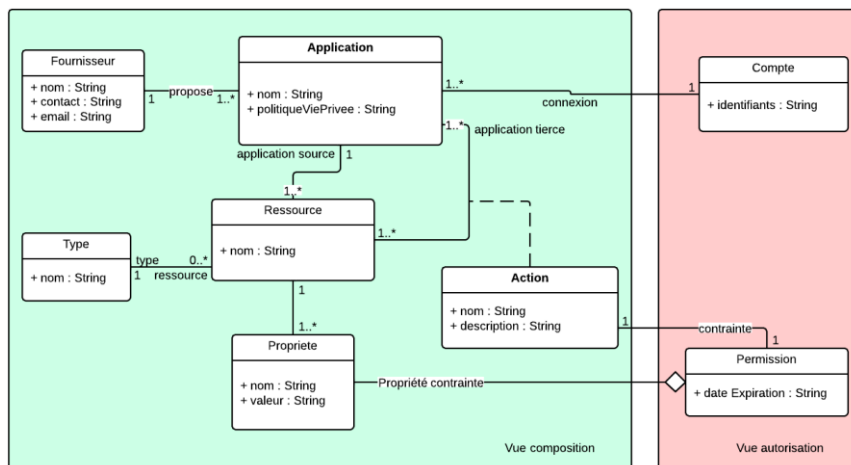 Fournisseur
+ nom : String
+ contact : String
+ email : String
1
propose
1..*
Application
+ nom : String
+ politiqueViePrivee : String
1..*
connexion
1
Compte
+ identifiants : String
1..*
application tierce
application source
1
1..*
Ressource
+ nom : String
1..*
Type
+ nom : String
type
0..*
1
ressource
Action
+ nom : String
+ description : String
1
contrainte
1
1
1..*
Propriete
+ nom : String
+ valeur : String
Propriété contrainte
Permission
+ date Expiration : String
Vue composition
Vue autorisation